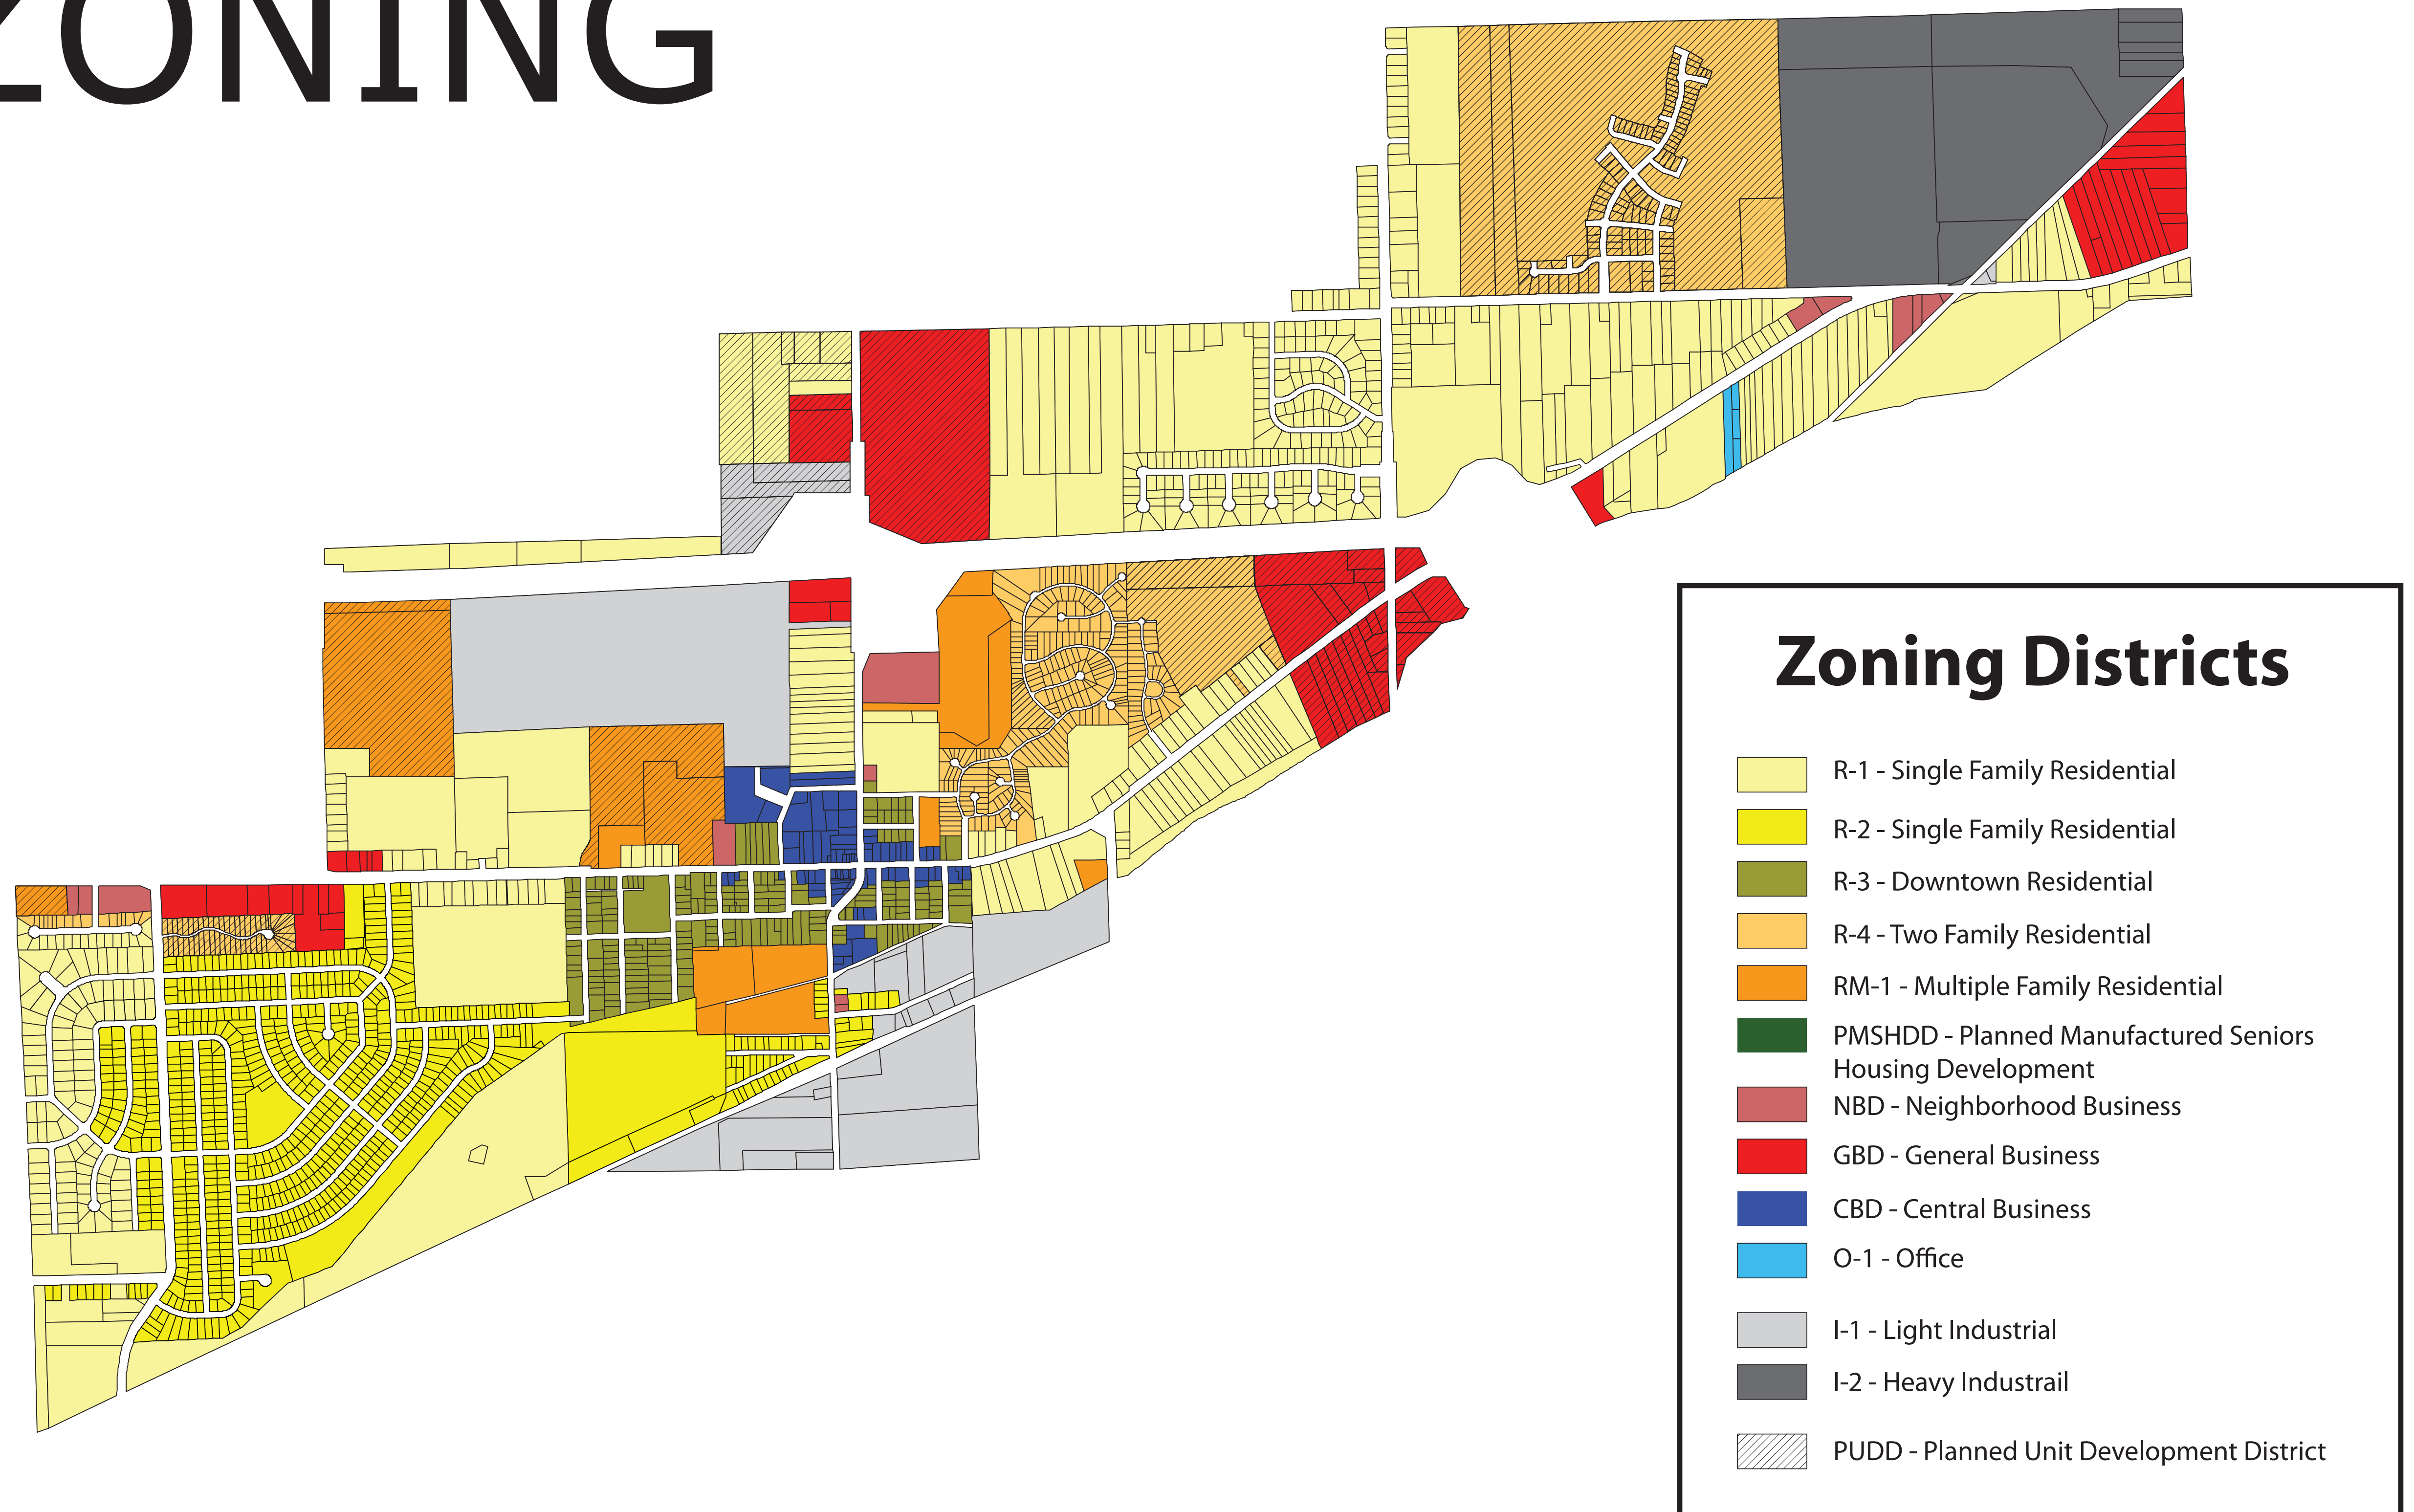 ZONING
Zoning Districts
R-1 - Single Family Residential
R-2 - Single Family Residential
R-3 - Downtown Residential
R-4 - Two Family Residential
RM-1 - Multiple Family Residential
PMSHDD - Planned Manufactured Seniors
Housing Development
NBD - Neighborhood Business
GBD - General Business
CBD - Central Business
O-1 - Office
I-1 - Light Industrial
I-2 - Heavy Industrail
PUDD - Planned Unit Development District